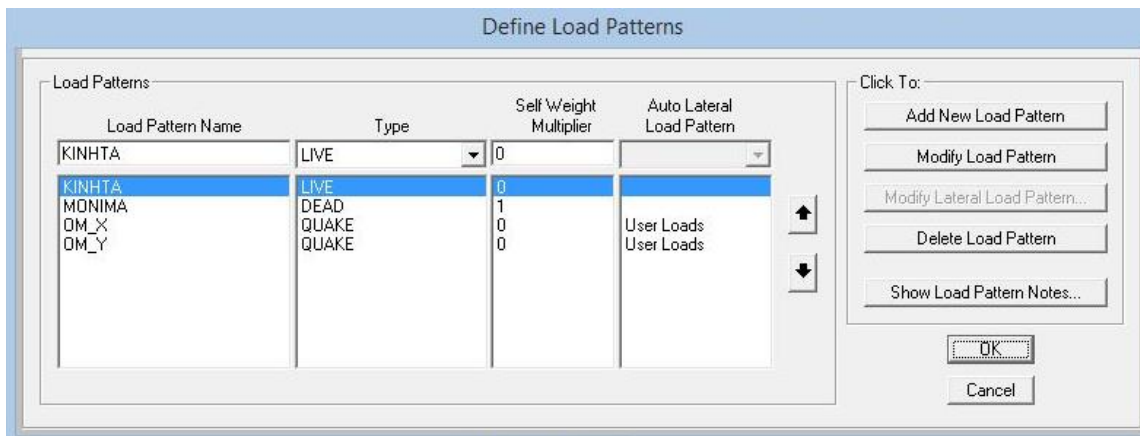 Define Load Patterns
Load Patterns
Click To:
Load Pattern Name Type Self Weight Multiplier Auto Lateral Load Pattern
KINHTA LIVE 0
KINHTA LIVE 0
MONIMA DEAD 1
OM_X QUAKE 0 User Loads
OM_Y QUAKE 0 User Loads
Add New Load Pattern
Modify Load Pattern
Modify Lateral Load Pattern...
Delete Load Pattern
Show Load Pattern Notes...
OK
Cancel